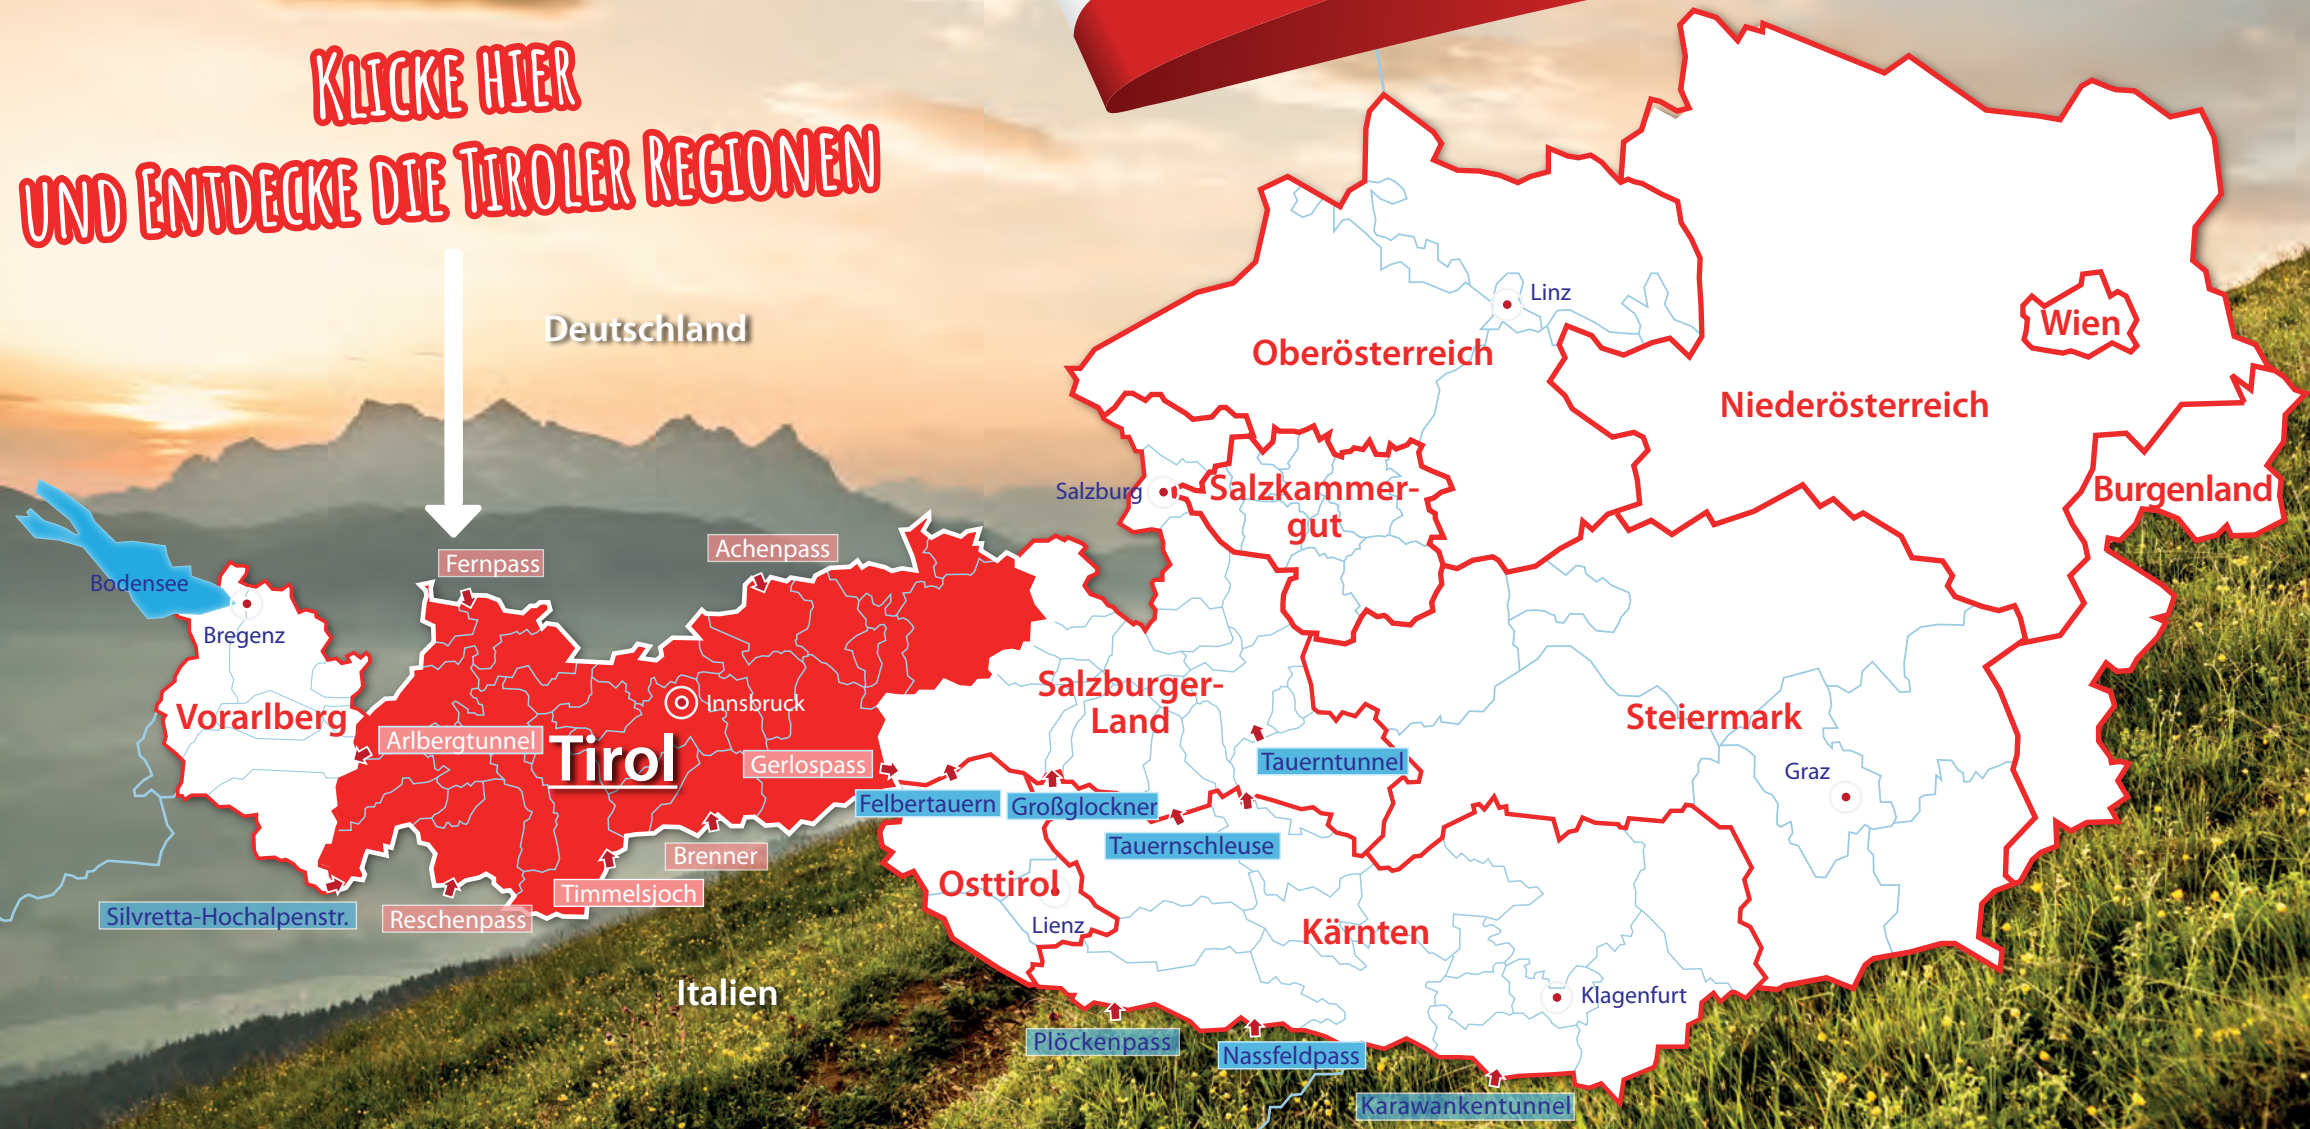 KLICKE HIER
UND ENTDECKE DIE TIROLER REGIONEN
Deutschland
Linz
Wien
Oberösterreich
Niederösterreich
Salzburg
Salzkammer-
gut
Burgenland
Fernpass
Achenpass
Bodensee
Bregenz
Vorarlberg
Innsbruck
Arlbergtunnel
Tirol
Gerlospass
Salzburger-
Land
Steiermark
Tauerntunnel
Graz
Felbertauern
Großglockner
Tauernschleuse
Brenner
Timmelsjoch
Osttirol
Lienz
Silvretta-Hochalpenstr.
Reschenpass
Kärnten
Italien
Klagenfurt
Plöckenpass
Nassfeldpass
Karawankentunnel